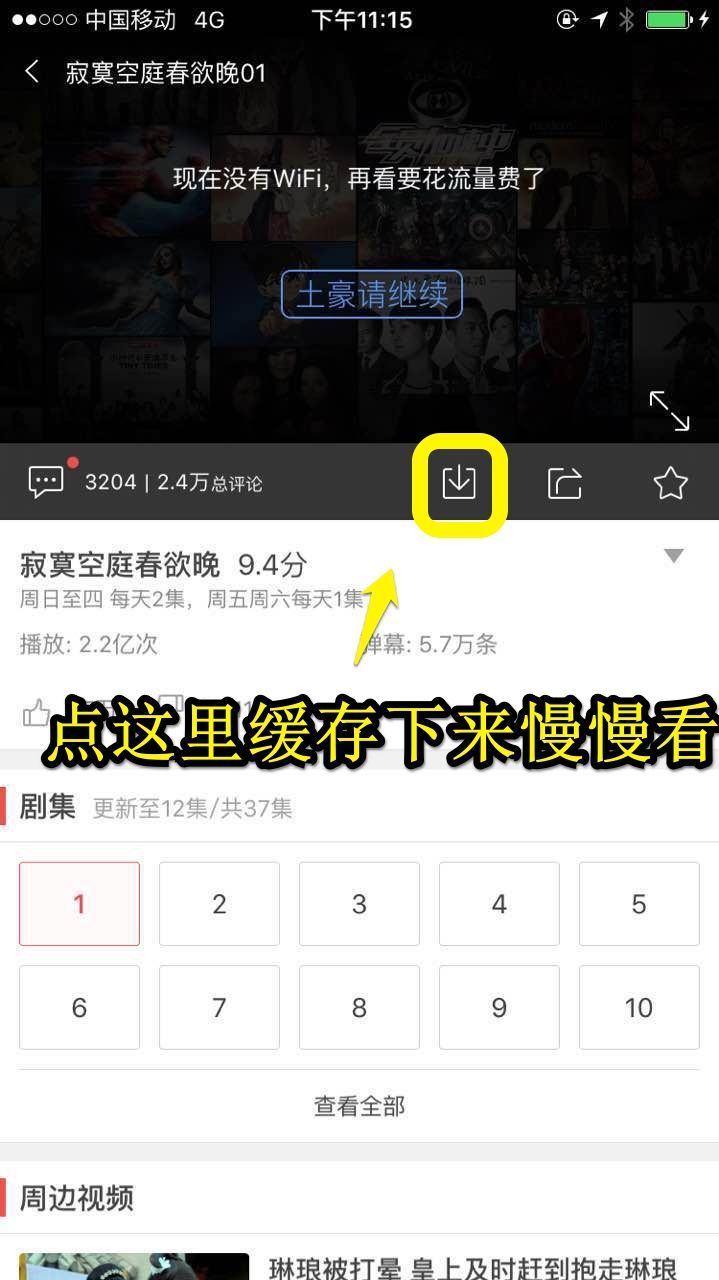 中国移动 4G 下午11:15
寂寞空庭春欲晚01
现在没有WiFi，再看要花流量费了
土豪请继续
TINY TIMES
3204 | 2.4万总评论
寂寞空庭春欲晚 9.4分
周日至四 每天2集，周五周六每天1集
播放: 2.2亿次 弹幕: 5.7万条
点这里缓存下来慢慢看
剧集 更新至12集/共37集
1 2 3 4 5
6 7 8 9 10
查看全部
周边视频
琳琅被打晕 皇上及时赶到抱走琳琅